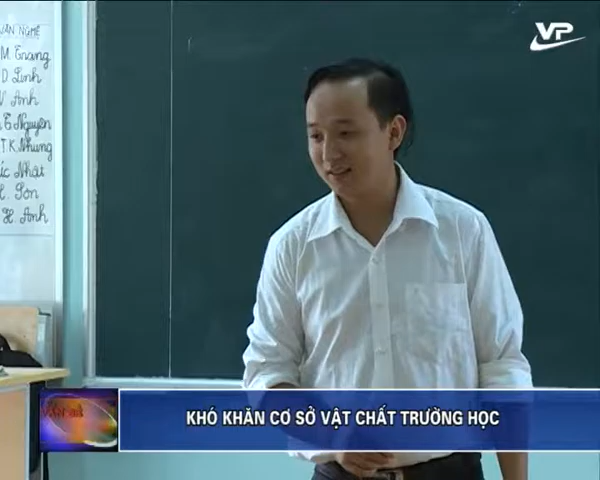 VĂN NGHỆ
M Trang
D Linh
V Anh
T Nguyên
T.K Nhung
úc Nhật
L Sơn
H Anh
VP
KHÓ KHĂN CƠ SỞ VẬT CHẤT TRƯỜNG HỌC